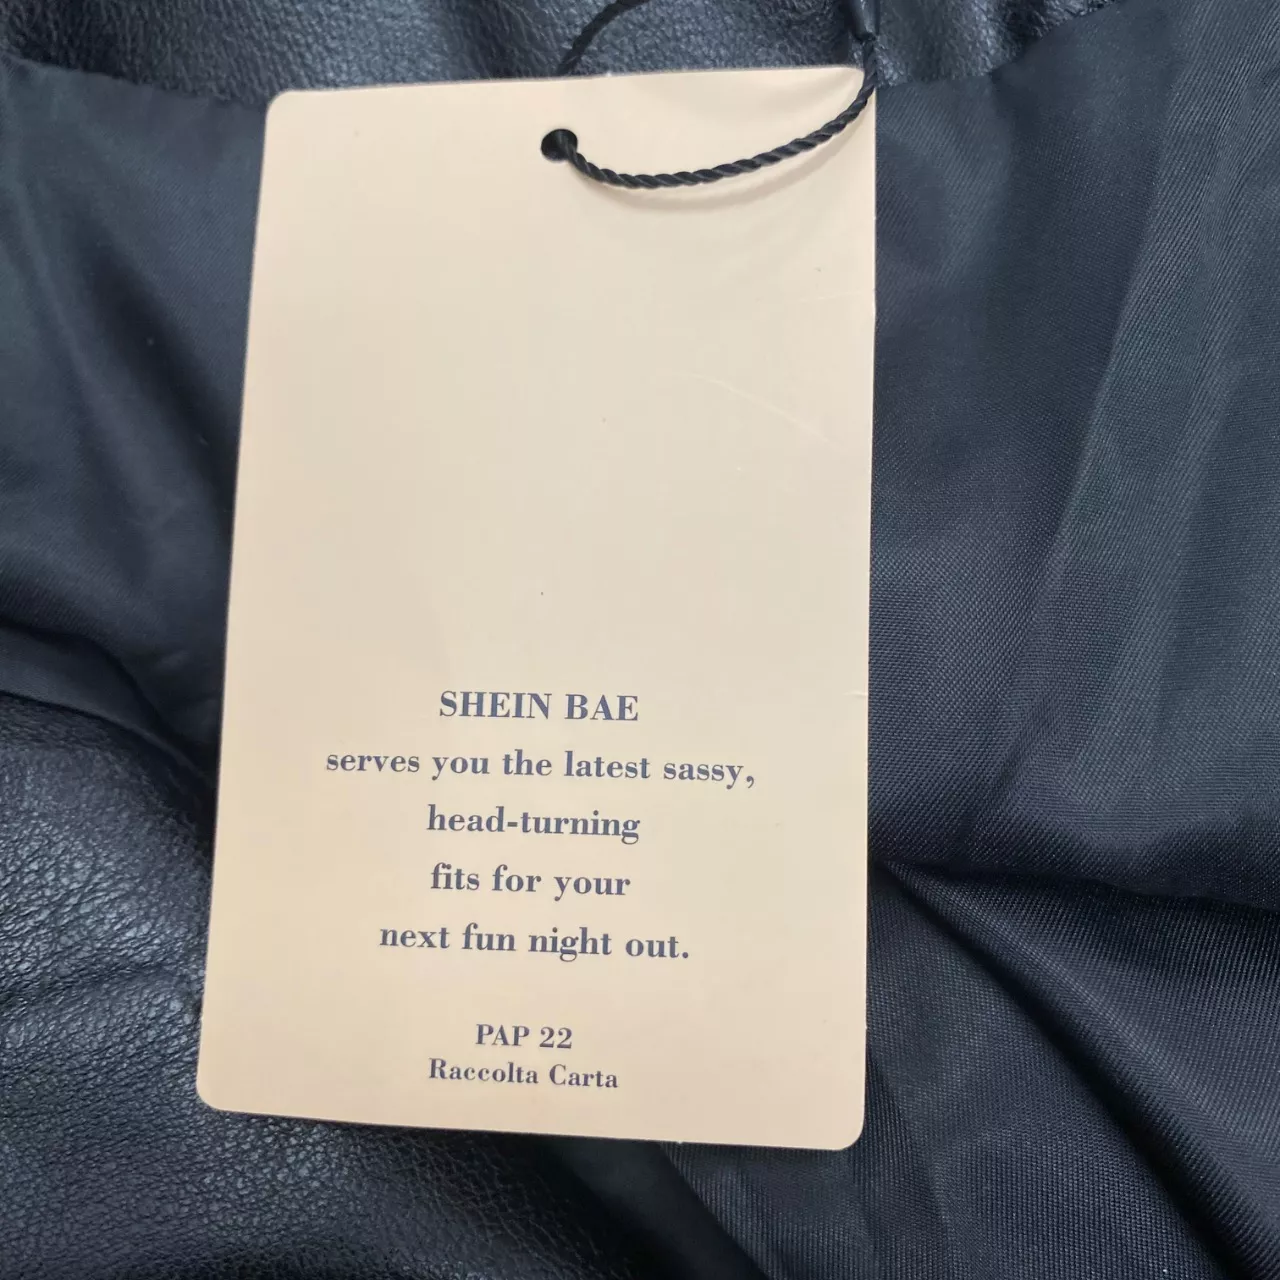 SHEIN BAE
serves you the latest sassy,
head-turning
fits for your
next fun night out.
PAP 22
Raccolta Carta